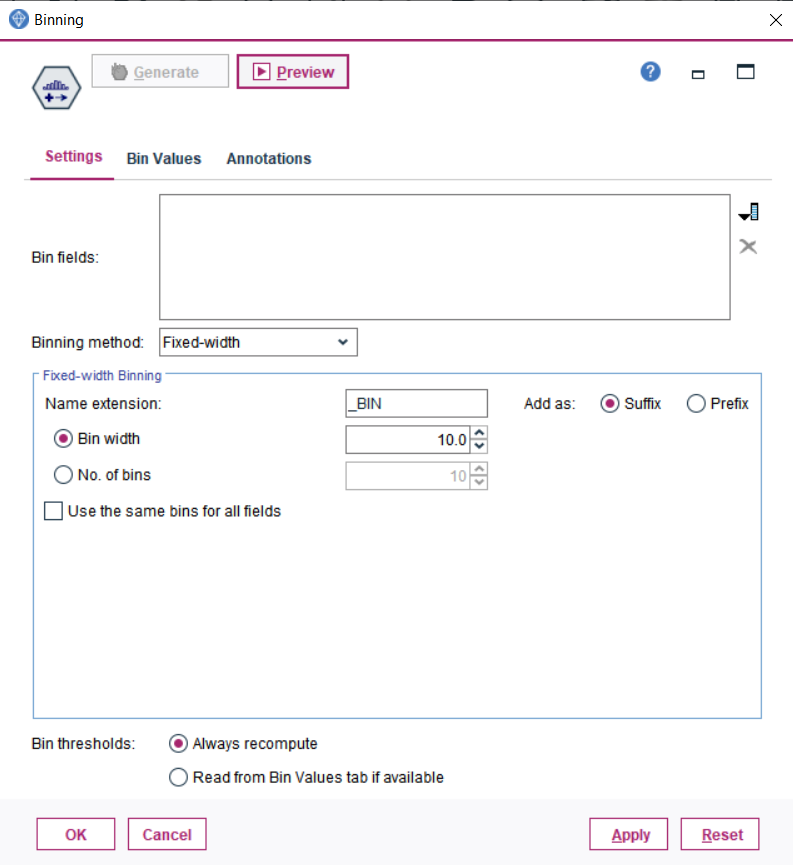 Binning
Generate
Preview
?
Settings Bin Values Annotations
Bin fields:
Binning method: Fixed-width
Fixed-width Binning
Name extension: _BIN Add as: Suffix Prefix
Bin width 10.0
No. of bins 10
Use the same bins for all fields
Bin thresholds: Always recompute
Read from Bin Values tab if available
OK Cancel Apply Reset